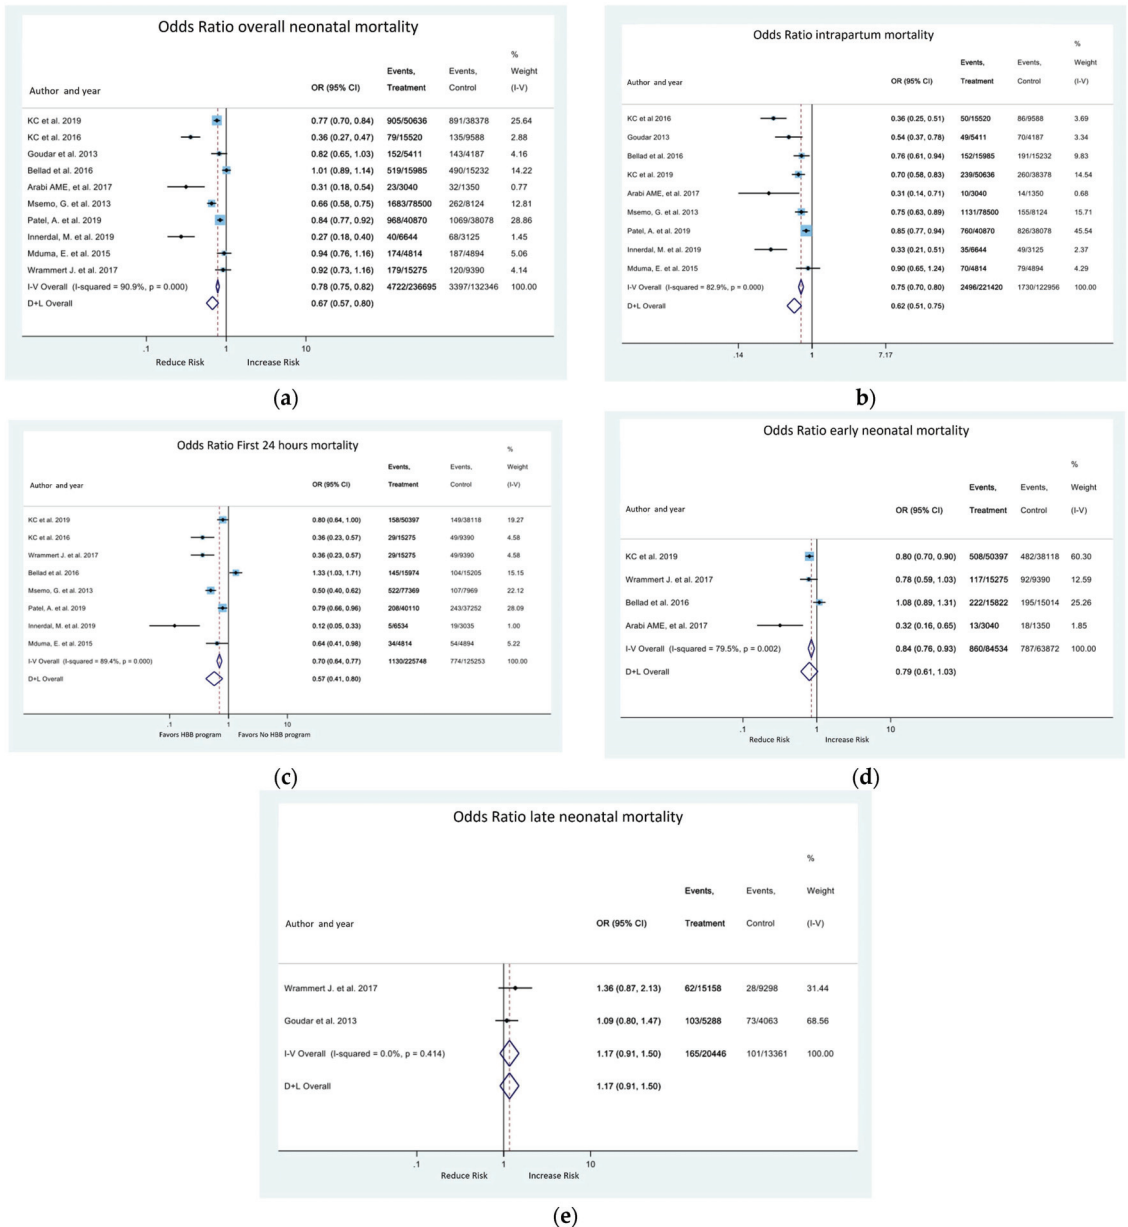 Odds Ratio overall neonatal mortality
%
Events, Events, Weight
Author and year OR (95% CI) Treatment Control (I-V)
KC et al. 2019 0.77 (0.70, 0.84) 905/50636 891/38378 25.64
KC et al. 2016 0.36 (0.27, 0.47) 79/15520 135/9588 2.88
Goudar et al. 2013 0.82 (0.65, 1.03) 152/5411 143/4187 4.16
Bellad et al. 2016 1.01 (0.89, 1.14) 519/15985 490/15232 14.22
Arabi AME, et al. 2017 0.31 (0.18, 0.54) 23/3040 32/1350 0.77
Msemo, G. et al. 2013 0.66 (0.58, 0.75) 1683/78500 262/8124 12.81
Patel, A. et al. 2019 0.84 (0.77, 0.92) 968/40870 1069/38078 28.86
Innerdal, M. et al. 2019 0.27 (0.18, 0.40) 40/6644 68/3125 1.45
Mduma, E. et al. 2015 0.94 (0.76, 1.16) 174/4814 187/4894 5.06
Wrammert J. et al. 2017 0.92 (0.73, 1.16) 179/15275 120/9390 4.14
I-V Overall (I-squared = 90.9%, p = 0.000) 0.78 (0.75, 0.82) 4722/236695 3397/132346 100.00
D+L Overall 0.67 (0.57, 0.80)
.1 1 10
Reduce Risk Increase Risk
(a)
Odds Ratio intrapartum mortality
%
Events, Events, Weight
Author and year OR (95% CI) Treatment Control (I-V)
KC et al 2016 0.36 (0.25, 0.51) 50/15520 86/9588 3.69
Goudar 2013 0.54 (0.37, 0.78) 49/5411 70/4187 3.34
Bellad et al. 2016 0.76 (0.61, 0.94) 152/15985 191/15232 9.83
KC et al. 2019 0.70 (0.58, 0.83) 239/50636 260/38378 14.54
Arabi AME, et al. 2017 0.31 (0.14, 0.71) 10/3040 14/1350 0.68
Msemo, G. et al. 2013 0.75 (0.63, 0.89) 1131/78500 155/8124 15.71
Patel, A. et al. 2019 0.85 (0.77, 0.94) 760/40870 826/38078 45.54
Innerdal, M. et al. 2019 0.33 (0.21, 0.51) 35/6644 49/3125 2.37
Mduma, E. et al. 2015 0.90 (0.65, 1.24) 70/4814 79/4894 4.29
I-V Overall (I-squared = 82.9%, p = 0.000) 0.75 (0.70, 0.80) 2496/221420 1730/122956 100.00
D+L Overall 0.62 (0.51, 0.75)
.14 1 7.17
b)
Odds Ratio First 24 hours mortality
%
Events, Events, Weight
Author and year OR (95% CI) Treatment Control (I-V)
KC et al. 2019 0.80 (0.64, 1.00) 158/50397 149/38118 19.27
KC et al. 2016 0.36 (0.23, 0.57) 29/15275 49/9390 4.58
Wrammert J. et al. 2017 0.36 (0.23, 0.57) 29/15275 49/9390 4.58
Bellad et al. 2016 1.33 (1.03, 1.71) 145/15974 104/15205 15.15
Msemo, G. et al. 2013 0.50 (0.40, 0.62) 522/77369 107/7969 22.12
Patel, A. et al. 2019 0.79 (0.66, 0.96) 208/40110 243/37252 28.09
Innerdal, M. et al. 2019 0.12 (0.05, 0.33) 5/6534 19/3035 1.00
Mduma, E. et al. 2015 0.64 (0.41, 0.98) 34/4814 54/4894 5.22
I-V Overall (I-squared = 89.4%, p = 0.000) 0.70 (0.64, 0.77) 1130/225748 774/125253 100.00
D+L Overall 0.57 (0.41, 0.80)
.1 1 10
Favors HBB program Favors No HBB program
(c)
Odds Ratio early neonatal mortality
%
Events, Events, Weight
Author and year OR (95% CI) Treatment Control (I-V)
KC et al. 2019 0.80 (0.70, 0.90) 508/50397 482/38118 60.30
Wrammert J. et al. 2017 0.78 (0.59, 1.03) 117/15275 92/9390 12.59
Bellad et al. 2016 1.08 (0.89, 1.31) 222/15822 195/15014 25.26
Arabi AME, et al. 2017 0.32 (0.16, 0.65) 13/3040 18/1350 1.85
I-V Overall (I-squared = 79.5%, p = 0.002) 0.84 (0.76, 0.93) 860/84534 787/63872 100.00
D+L Overall 0.79 (0.61, 1.03)
.1 1 10
Reduce Risk Increase Risk
(d)
Odds Ratio late neonatal mortality
%
Events, Events, Weight
Author and year OR (95% CI) Treatment Control (I-V)
Wrammert J. et al. 2017 1.36 (0.87, 2.13) 62/15158 28/9298 31.44
Goudar et al. 2013 1.09 (0.80, 1.47) 103/5288 73/4063 68.56
I-V Overall (I-squared = 0.0%, p = 0.414) 1.17 (0.91, 1.50) 165/20446 101/13361 100.00
D+L Overall 1.17 (0.91, 1.50)
.1 1 10
Reduce Risk Increase Risk
(e)